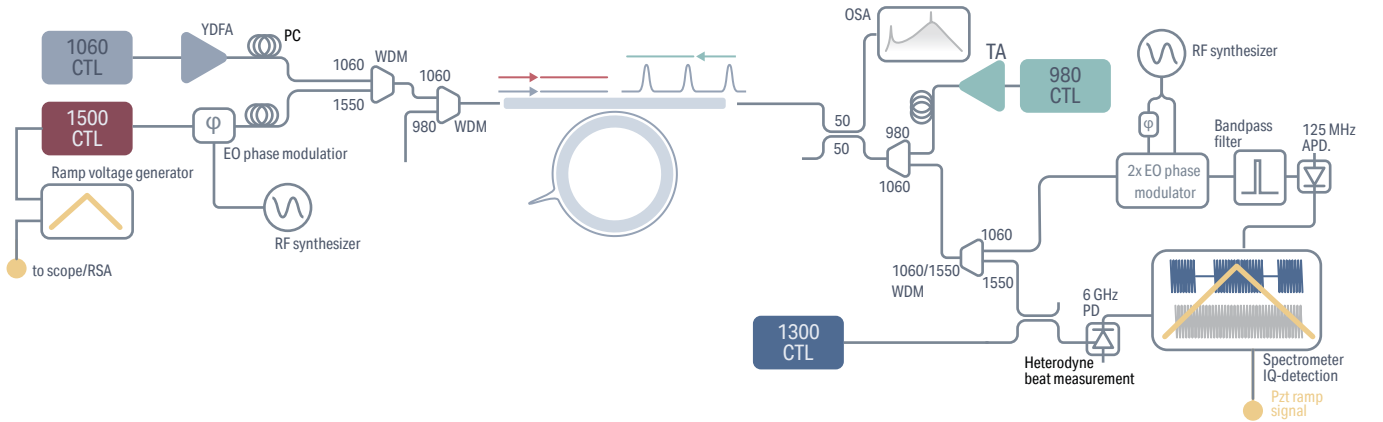 YDFA
PC
1060
CTL
1060
WDM
1550
1060
980
WDM
1500
CTL
φ
EO phase modulatior
Ramp voltage generator
RF synthesizer
to scope/RSA
OSA
TA
980
CTL
50
50
980
1060
RF synthesizer
φ
2x EO phase
modulator
Bandpass
filter
125 MHz
APD.
1060
1060/1550
WDM
1550
1300
CTL
6 GHz
PD
Heterodyne
beat measurement
Spectrometer
IQ-detection
Pzt ramp
signal